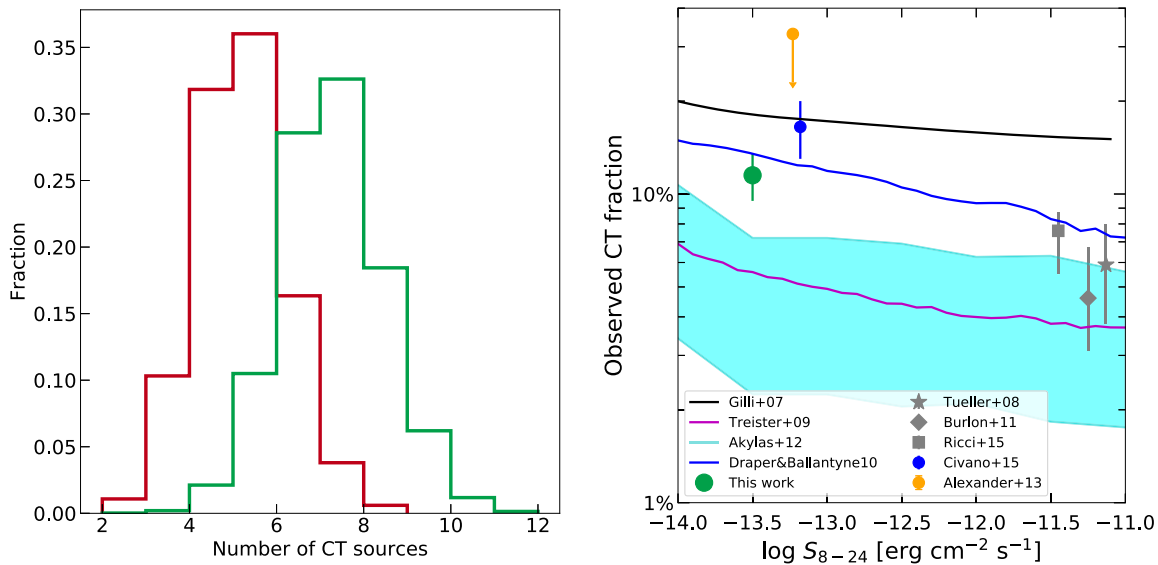 Fraction
0.35
0.30
0.25
0.20
0.15
0.10
0.05
0.00
2 4 6 8 10 12
Number of CT sources
Observed CT fraction
10%
1%
Gilli+07
Treister+09
Akylas+12
Draper&Ballantyne10
This work
Tueller+08
Burlon+11
Ricci+15
Civano+15
Alexander+13
−14.0 −13.5 −13.0 −12.5 −12.0 −11.5 −11.0
log S₈₋₂₄ [erg cm⁻² s⁻¹]